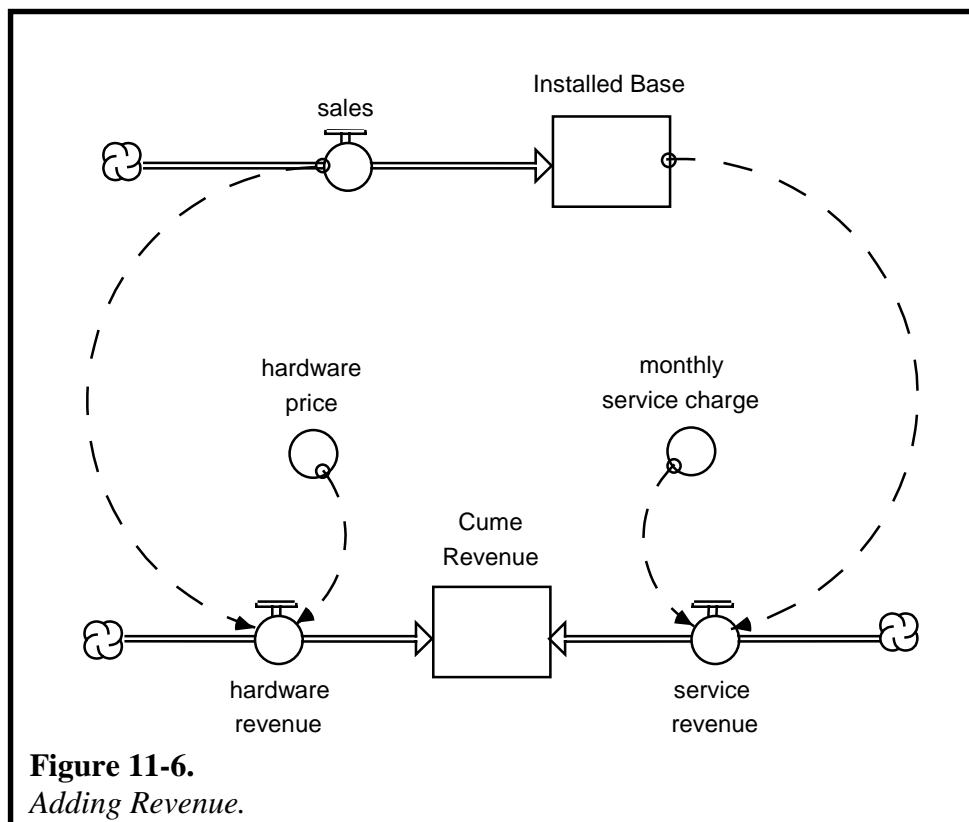 Installed Base
sales
hardware
price
monthly
service charge
Cume
Revenue
hardware
revenue
service
revenue
Figure 11-6.
Adding Revenue.